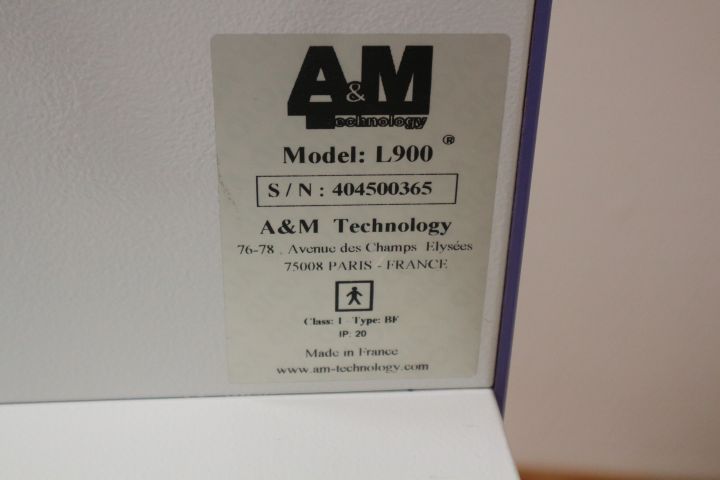 A&M
Technology
Model: L900 ®
S / N : 404500365
A&M Technology
76-78 , Avenue des Champs Elysées
75008 PARIS - FRANCE
Class: I - Type: BF
IP: 20
Made in France
www.am-technology.com